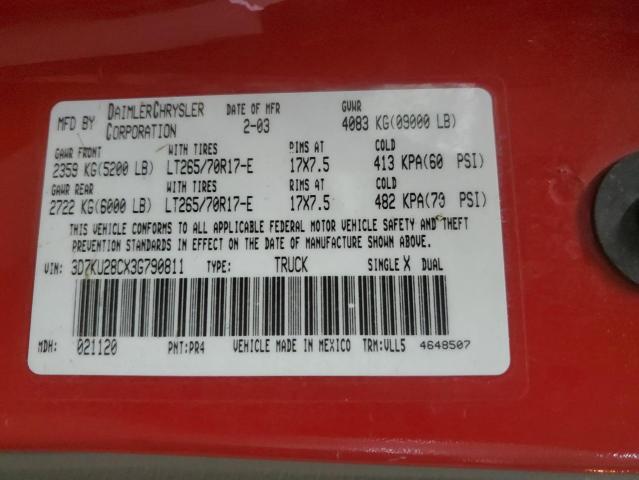 MFD BY DAIMLERCHRYSLER CORPORATION DATE OF MFR 2-03 GVWR 4083 KG(09000 LB)
GAWR FRONT WITH TIRES RIMS AT COLD
2359 KG(5200 LB) LT265/70R17-E 17X7.5 413 KPA(60 PSI)
GAWR REAR WITH TIRES RIMS AT COLD
2722 KG(6000 LB) LT265/70R17-E 17X7.5 482 KPA(70 PSI)
THIS VEHICLE CONFORMS TO ALL APPLICABLE FEDERAL MOTOR VEHICLE SAFETY AND THEFT
PREVENTION STANDARDS IN EFFECT ON THE DATE OF MANUFACTURE SHOWN ABOVE.
VIN: 3D7KU28CX3G790811 TYPE: TRUCK SINGLE X DUAL
MDH: 021120 PNT:PR4 VEHICLE MADE IN MEXICO TRM:VLL5 4648507